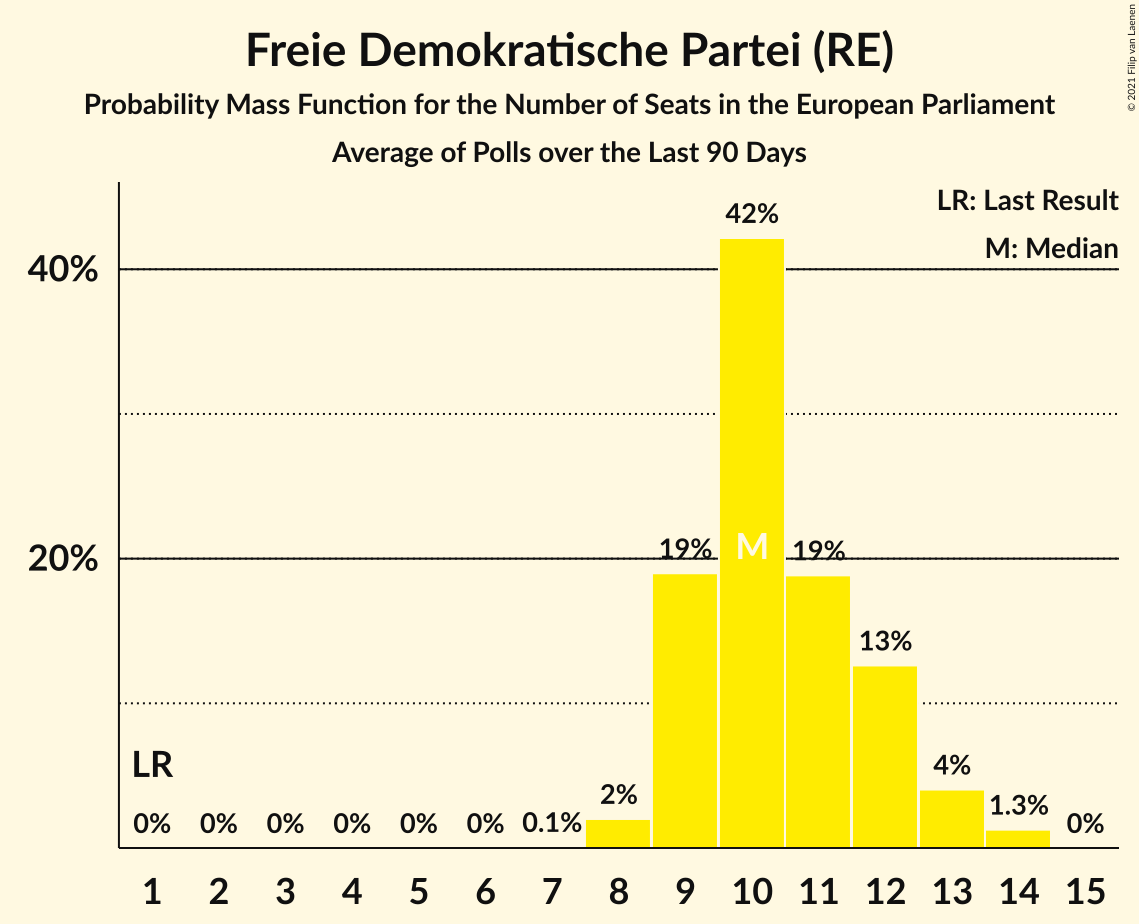 Freie Demokratische Partei (RE)
Probability Mass Function for the Number of Seats in the European Parliament
Average of Polls over the Last 90 Days
© 2021 Filip van Laenen
LR: Last Result
M: Median
42%
40%
20%
19%
M
19%
13%
LR
4%
2%
1.3%
0% 0% 0% 0% 0% 0% 0.1% 0%
1 2 3 4 5 6 7 8 9 10 11 12 13 14 15